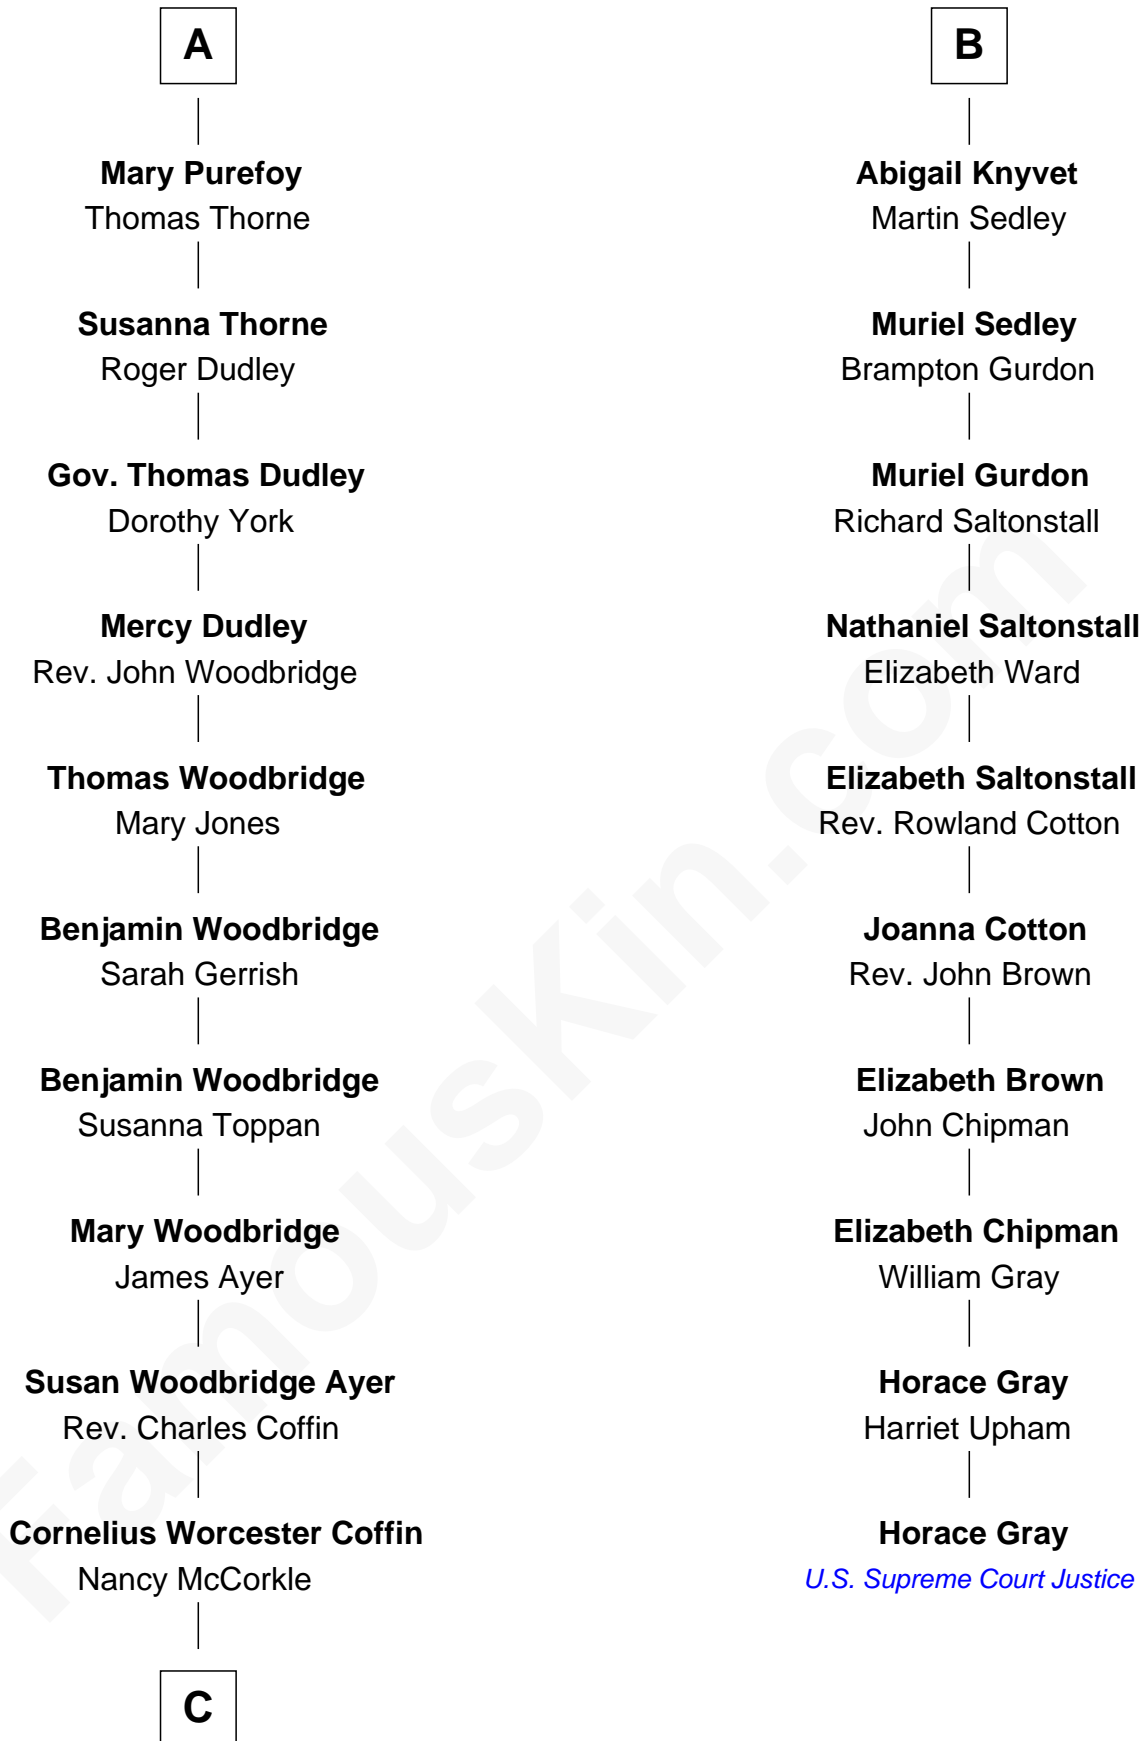 A
Mary Purefoy
Thomas Thorne
Susanna Thorne
Roger Dudley
Gov. Thomas Dudley
Dorothy York
Mercy Dudley
Rev. John Woodbridge
Thomas Woodbridge
Mary Jones
Benjamin Woodbridge
Sarah Gerrish
Benjamin Woodbridge
Susanna Toppan
Mary Woodbridge
James Ayer
Susan Woodbridge Ayer
Rev. Charles Coffin
Cornelius Worcester Coffin
Nancy McCorkle
C
B
Abigail Knyvet
Martin Sedley
Muriel Sedley
Brampton Gurdon
Muriel Gurdon
Richard Saltonstall
Nathaniel Saltonstall
Elizabeth Ward
Elizabeth Saltonstall
Rev. Rowland Cotton
Joanna Cotton
Rev. John Brown
Elizabeth Brown
John Chipman
Elizabeth Chipman
William Gray
Horace Gray
Harriet Upham
Horace Gray
U.S. Supreme Court Justice
FamousKin.com